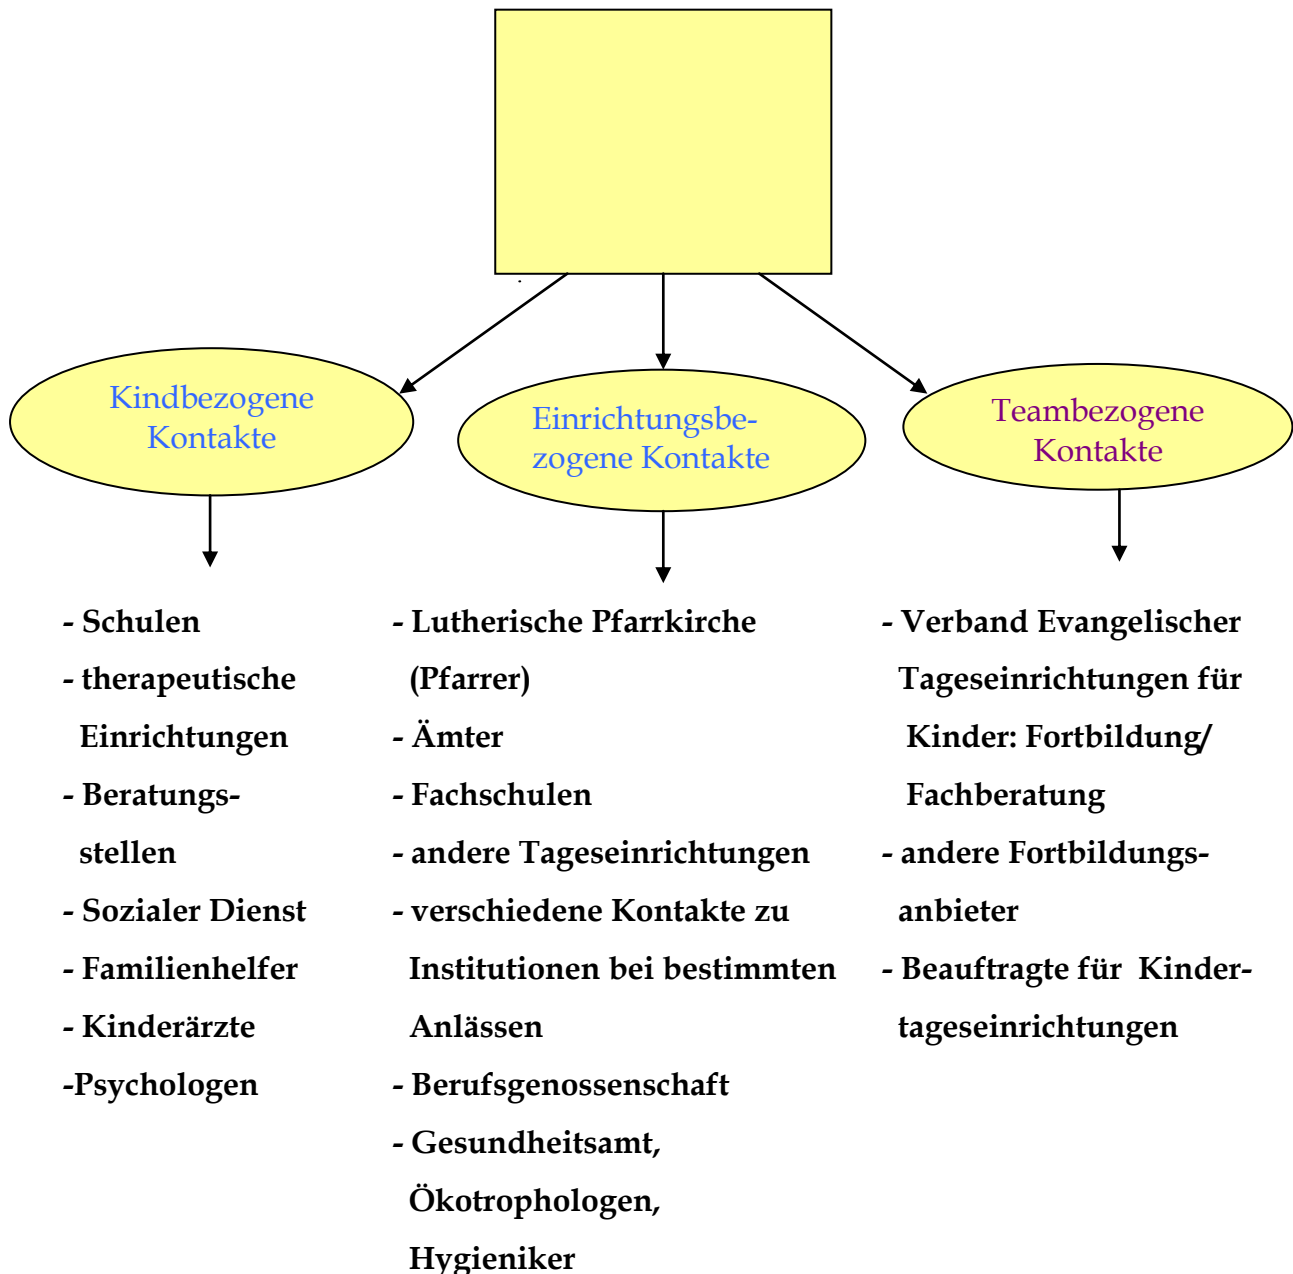 Kindbezogene
Kontakte
Einrichtungsbe-
zogene Kontakte
Teambezogene
Kontakte
- Schulen
- therapeutische
Einrichtungen
- Beratungs-
stellen
- Sozialer Dienst
- Familienhelfer
- Kinderärzte
-Psychologen
- Lutherische Pfarrkirche
(Pfarrer)
- Ämter
- Fachschulen
- andere Tageseinrichtungen
- verschiedene Kontakte zu
Institutionen bei bestimmten
Anlässen
- Berufsgenossenschaft
- Gesundheitsamt,
Ökotrophologen,
Hygieniker
- Verband Evangelischer
Tageseinrichtungen für
Kinder: Fortbildung/
Fachberatung
- andere Fortbildungs-
anbieter
- Beauftragte für  Kinder-
tageseinrichtungen